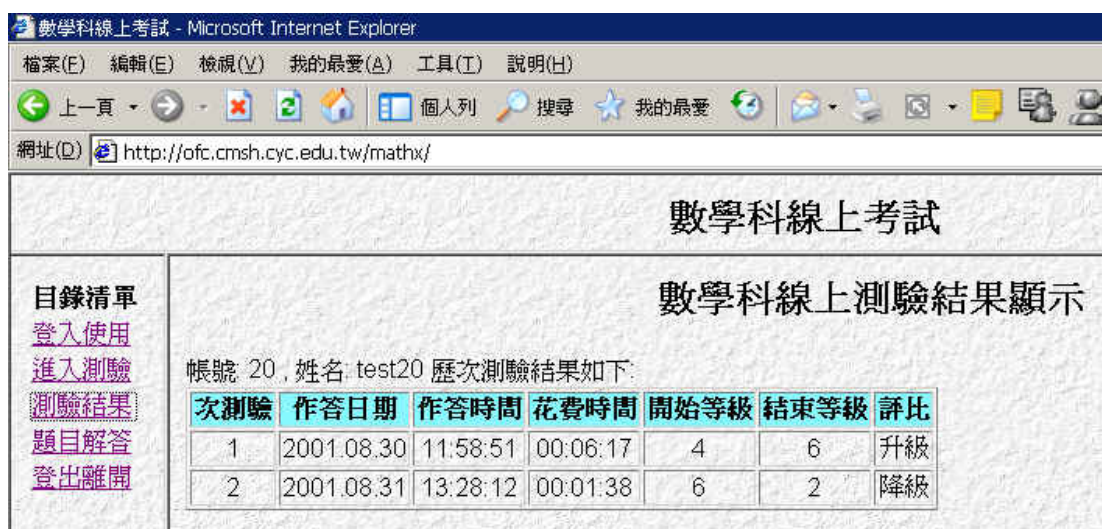 數學科線上考試 - Microsoft Internet Explorer
檔案(F) 編輯(E) 檢視(V) 我的最愛(A) 工具(T) 說明(H)
上一頁 個人列 搜尋 我的最愛
網址(D) http://ofc.cmsh.cyc.edu.tw/mathx/
數學科線上考試
目錄清單
登入使用
進入測驗
測驗結果
題目解答
登出離開
數學科線上測驗結果顯示
帳號: 20 , 姓名: test20 歷次測驗結果如下:
次測驗 作答日期 作答時間 花費時間 開始等級 結束等級 評比
1 2001.08.30 11:58:51 00:06:17 4 6 升級
2 2001.08.31 13:28:12 00:01:38 6 2 降級